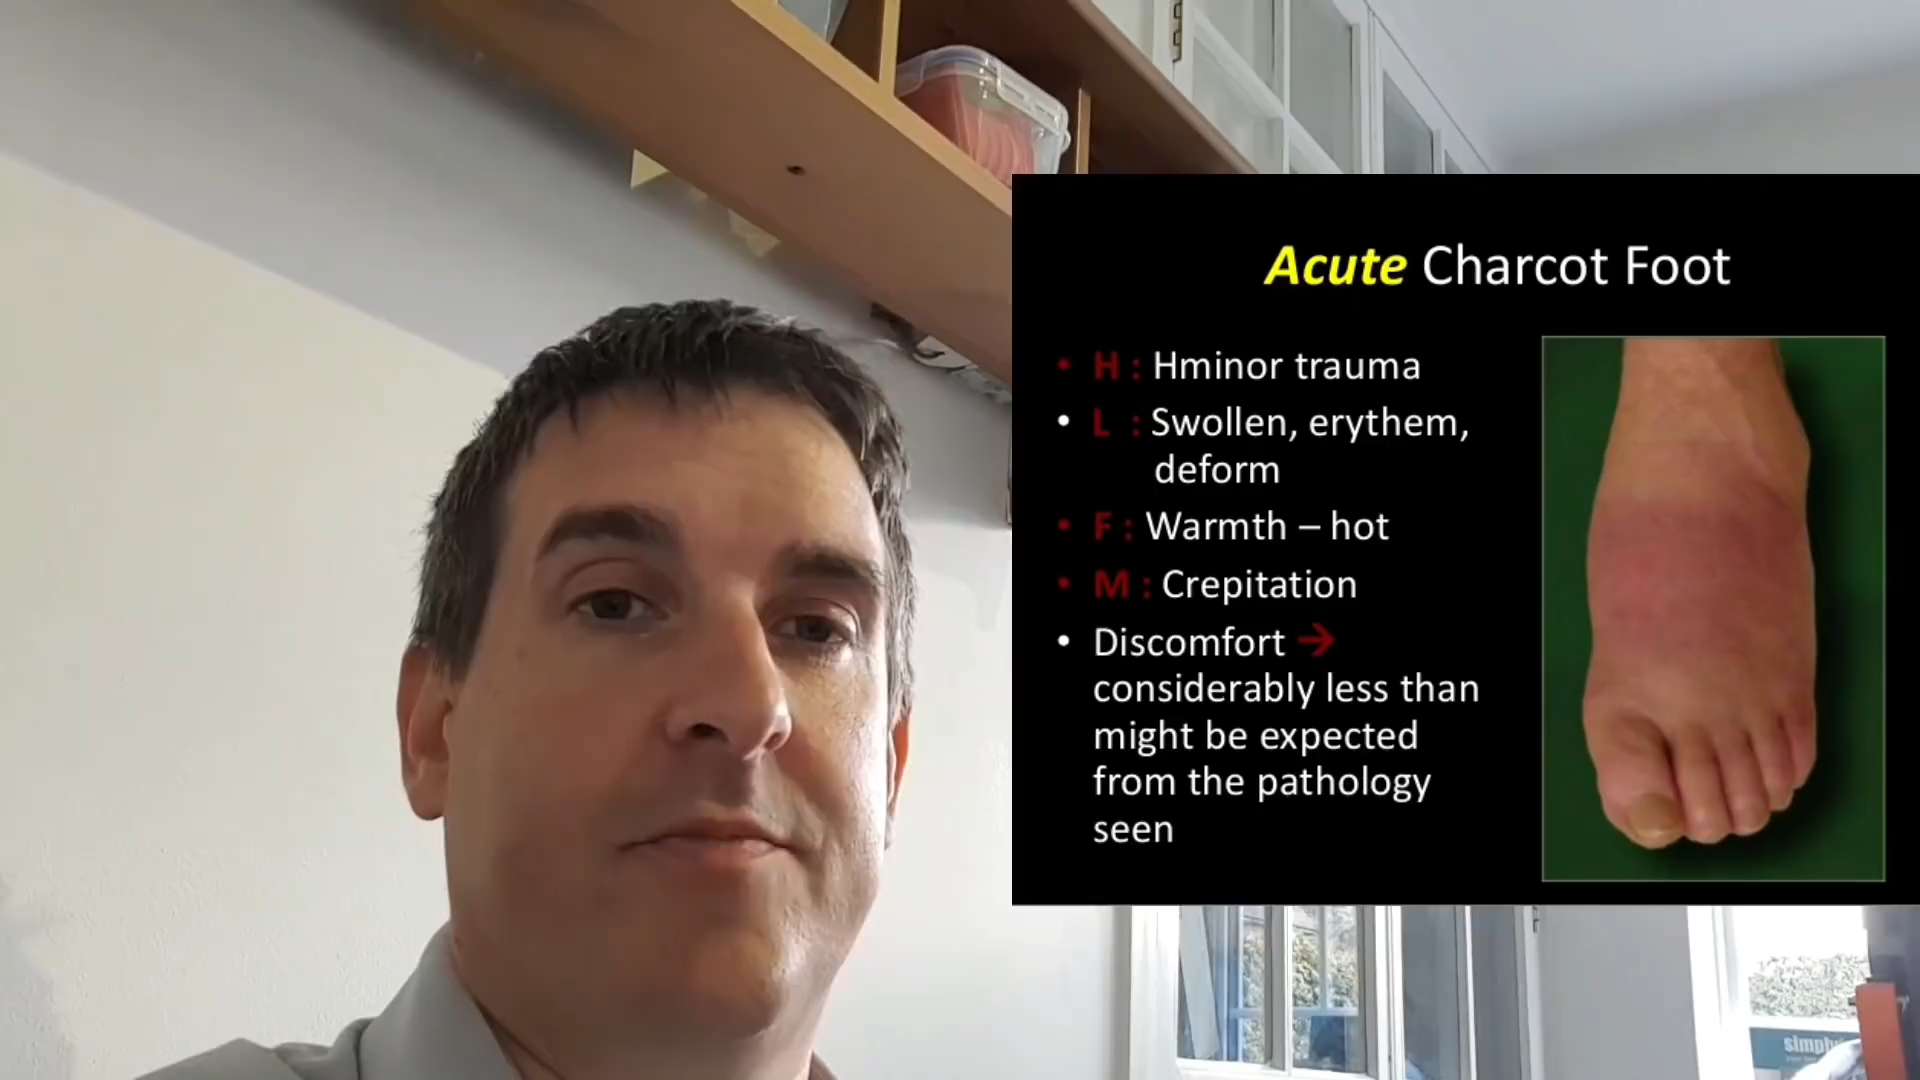 Acute Charcot Foot
• H : Hminor trauma
• L : Swollen, erythem,
deform
• F : Warmth – hot
• M : Crepitation
• Discomfort →
considerably less than
might be expected
from the pathology
seen